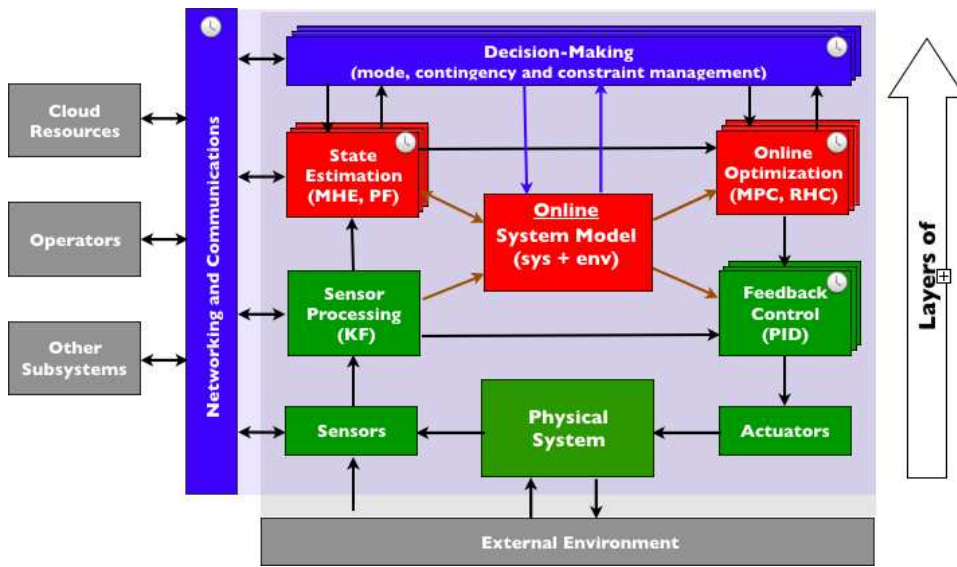 Decision-Making
(mode, contingency and constraint management)
Networking and Communications
Cloud
Resources
Operators
Other
Subsystems
State
Estimation
(MHE, PF)
Online
System Model
(sys + env)
Online
Optimization
(MPC, RHC)
Sensor
Processing
(KF)
Feedback
Control
(PID)
Sensors
Physical
System
Actuators
External Environment
Layers of